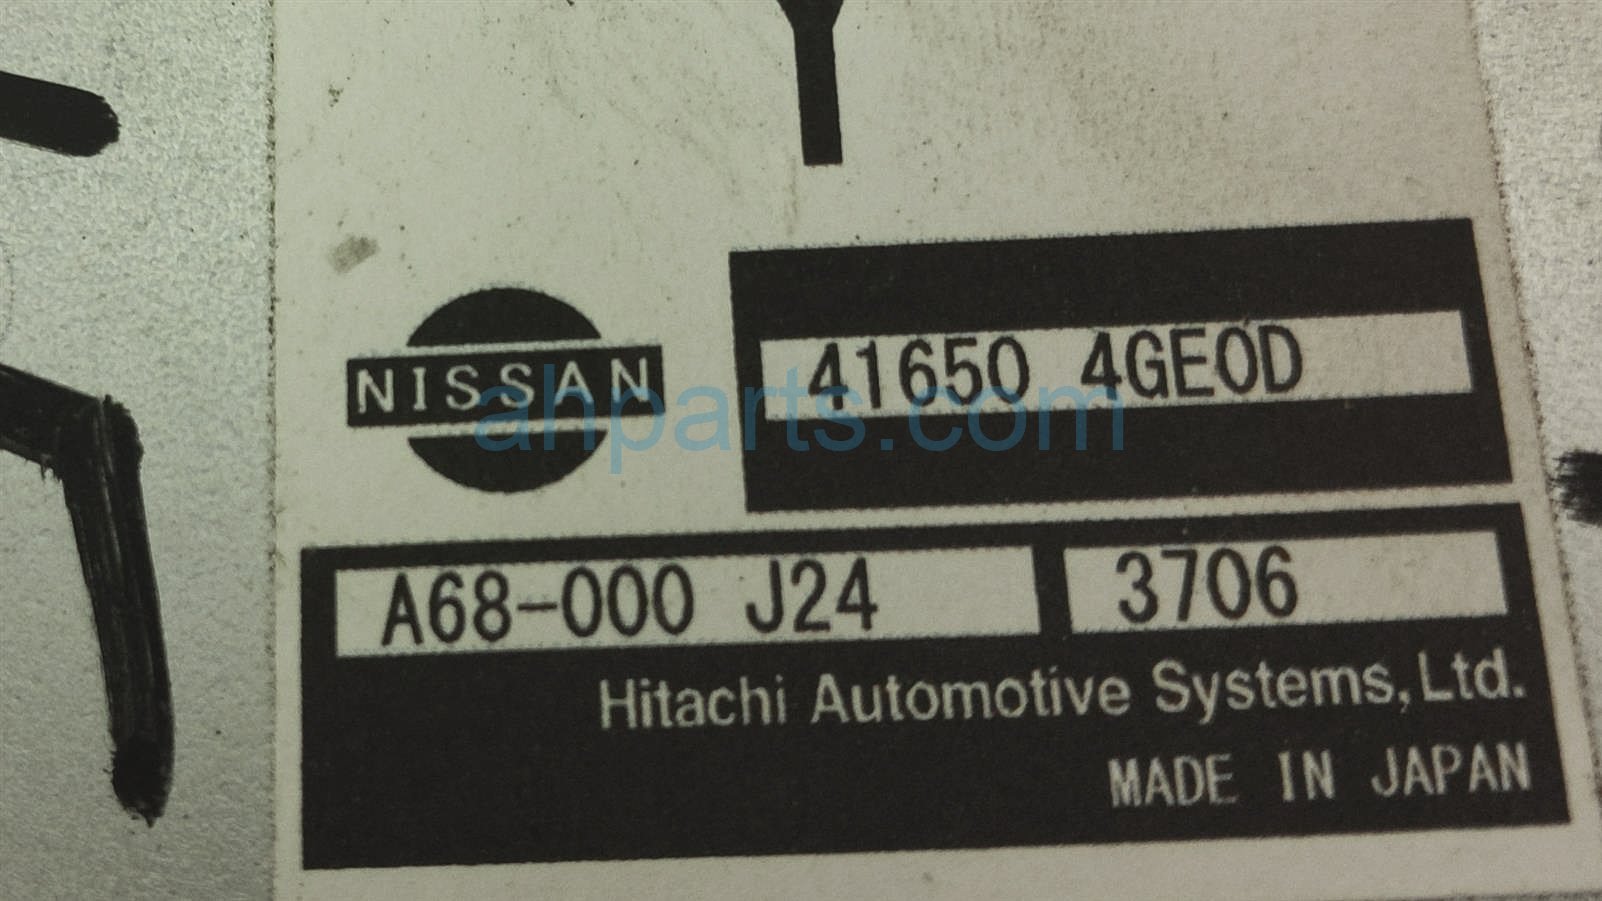 41650 4GE0D
NISSAN
ahparts.com
A68-000 J24 3706
Hitachi Automotive Systems, Ltd.
MADE IN JAPAN